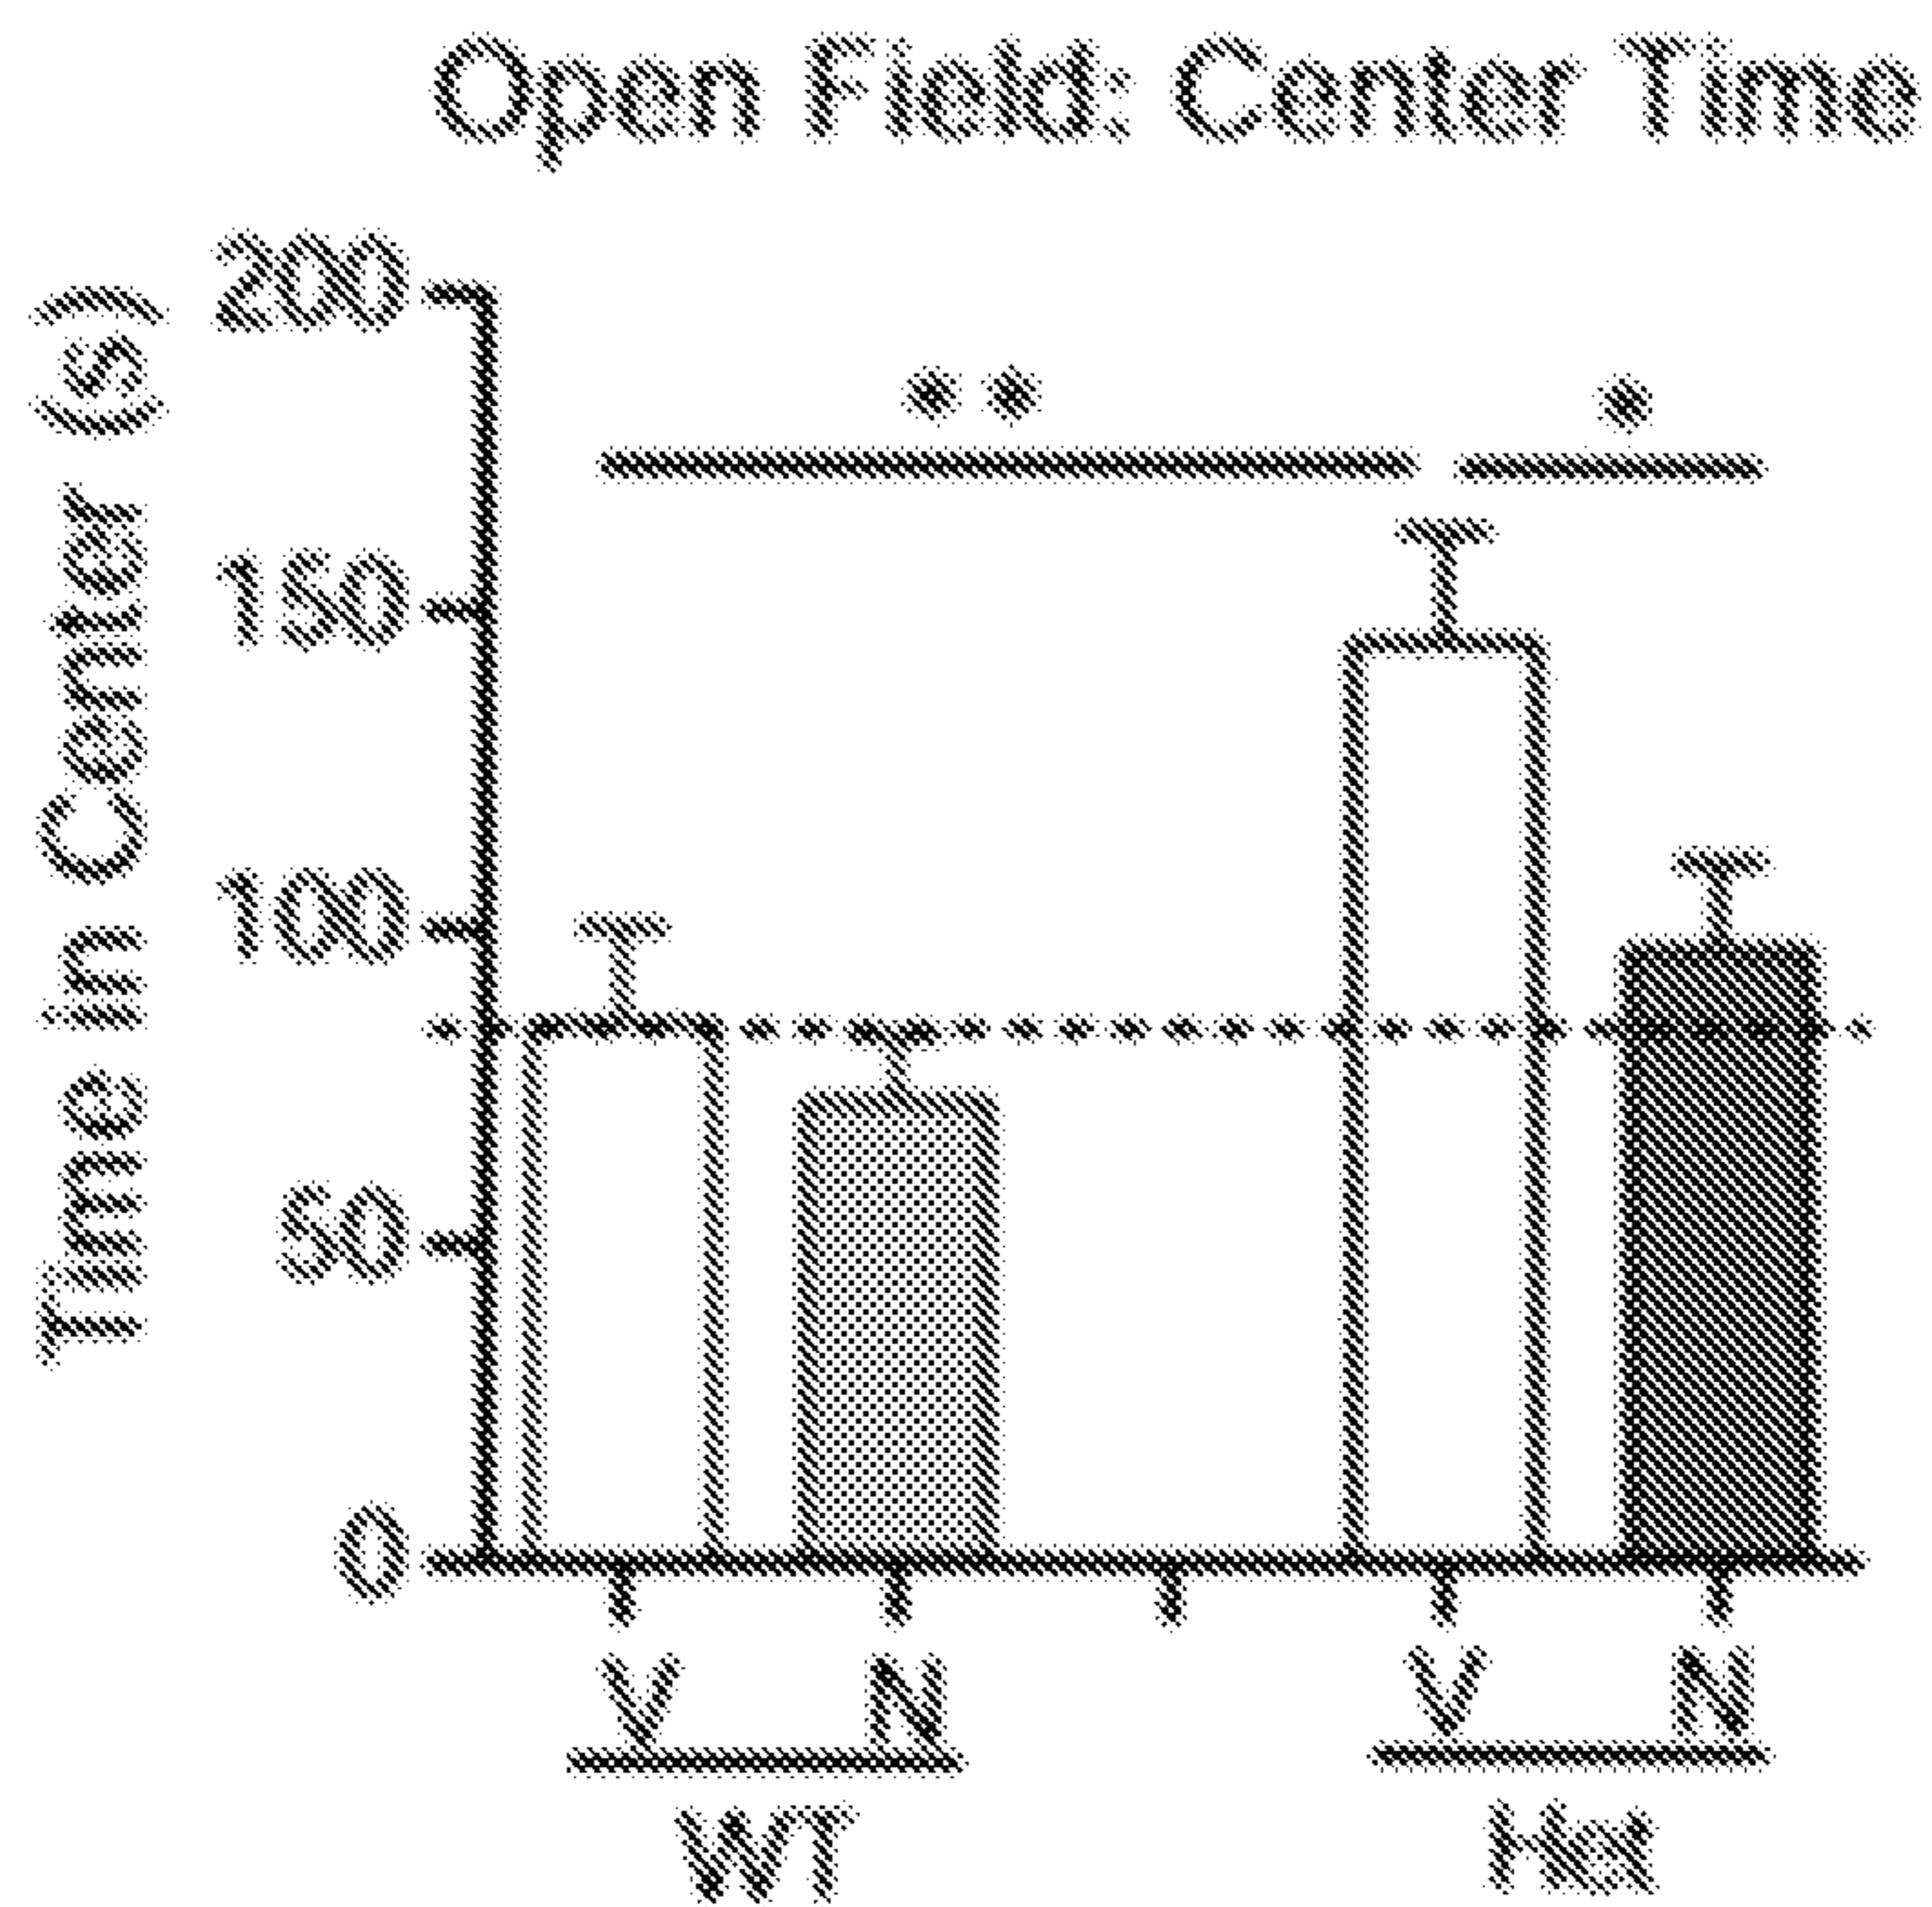 Open Field: Center Time
Time in Center (s)
200
150
100
50
0
* *
*
V N V N
WT Het